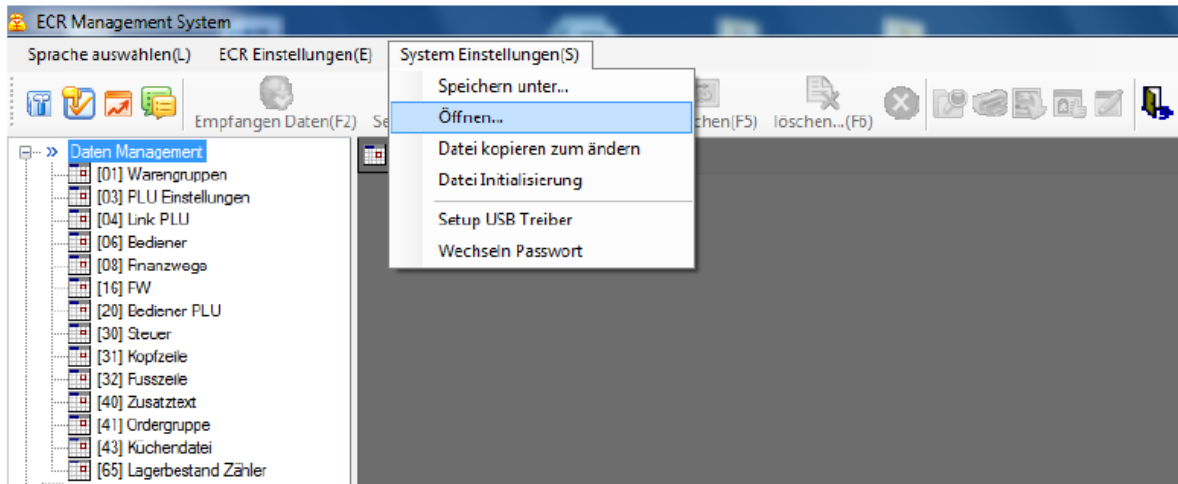 ECR Management System
Sprache auswählen(L) ECR Einstellungen(E) System Einstellungen(S)
Speichern unter...
Öffnen...
Datei kopieren zum ändern
Datei Initialisierung
Setup USB Treiber
Wechseln Passwort
Empfangen Daten(F2) Se chen(F5) löschen...(F6)
Daten Management
[01] Warengruppen
[03] PLU Einstellungen
[04] Link PLU
[06] Bediener
[08] Finanzwege
[16] FW
[20] Bediener PLU
[30] Steuer
[31] Kopfzeile
[32] Fusszeile
[40] Zusatztext
[41] Ordergruppe
[43] Küchendatei
[65] Lagerbestand Zähler